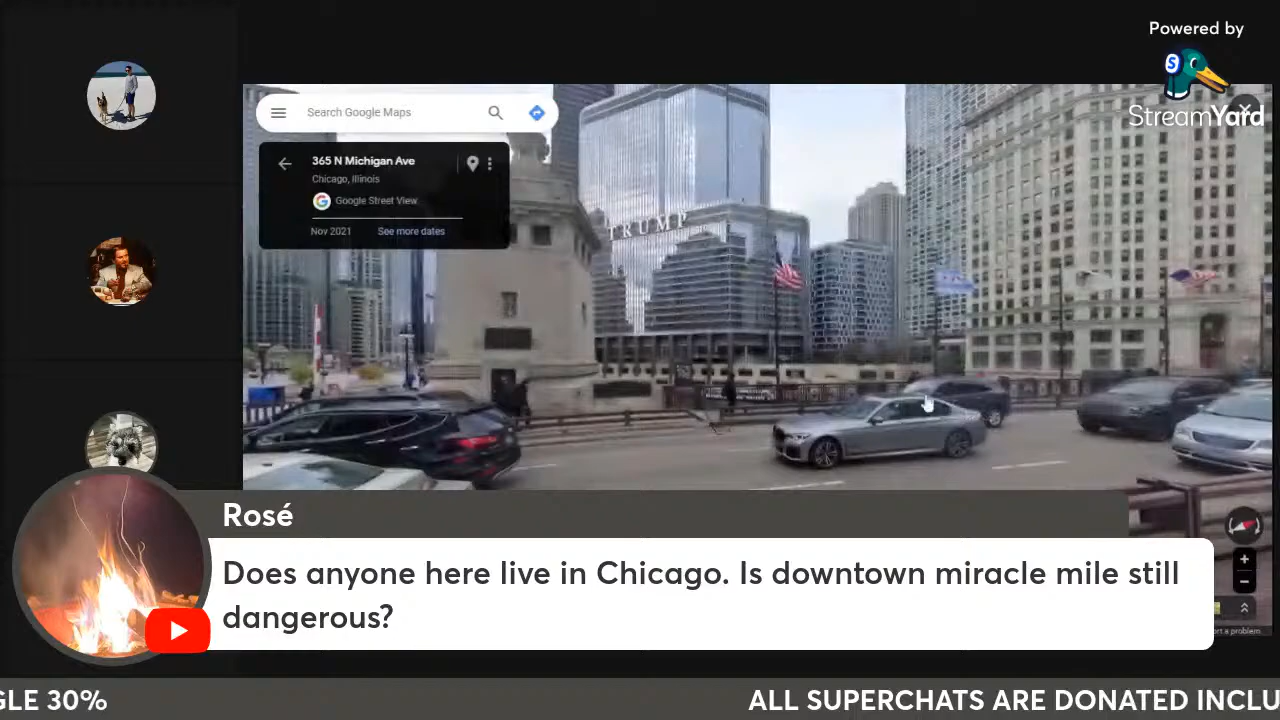 Powered by
StreamYard
Search Google Maps
365 N Michigan Ave
Chicago, Illinois
Google Street View
Nov 2021 See more dates
TRUMP
Rosé
Does anyone here live in Chicago. Is downtown miracle mile still
dangerous?
ort a problem
GLE 30% ALL SUPERCHATS ARE DONATED INCLU